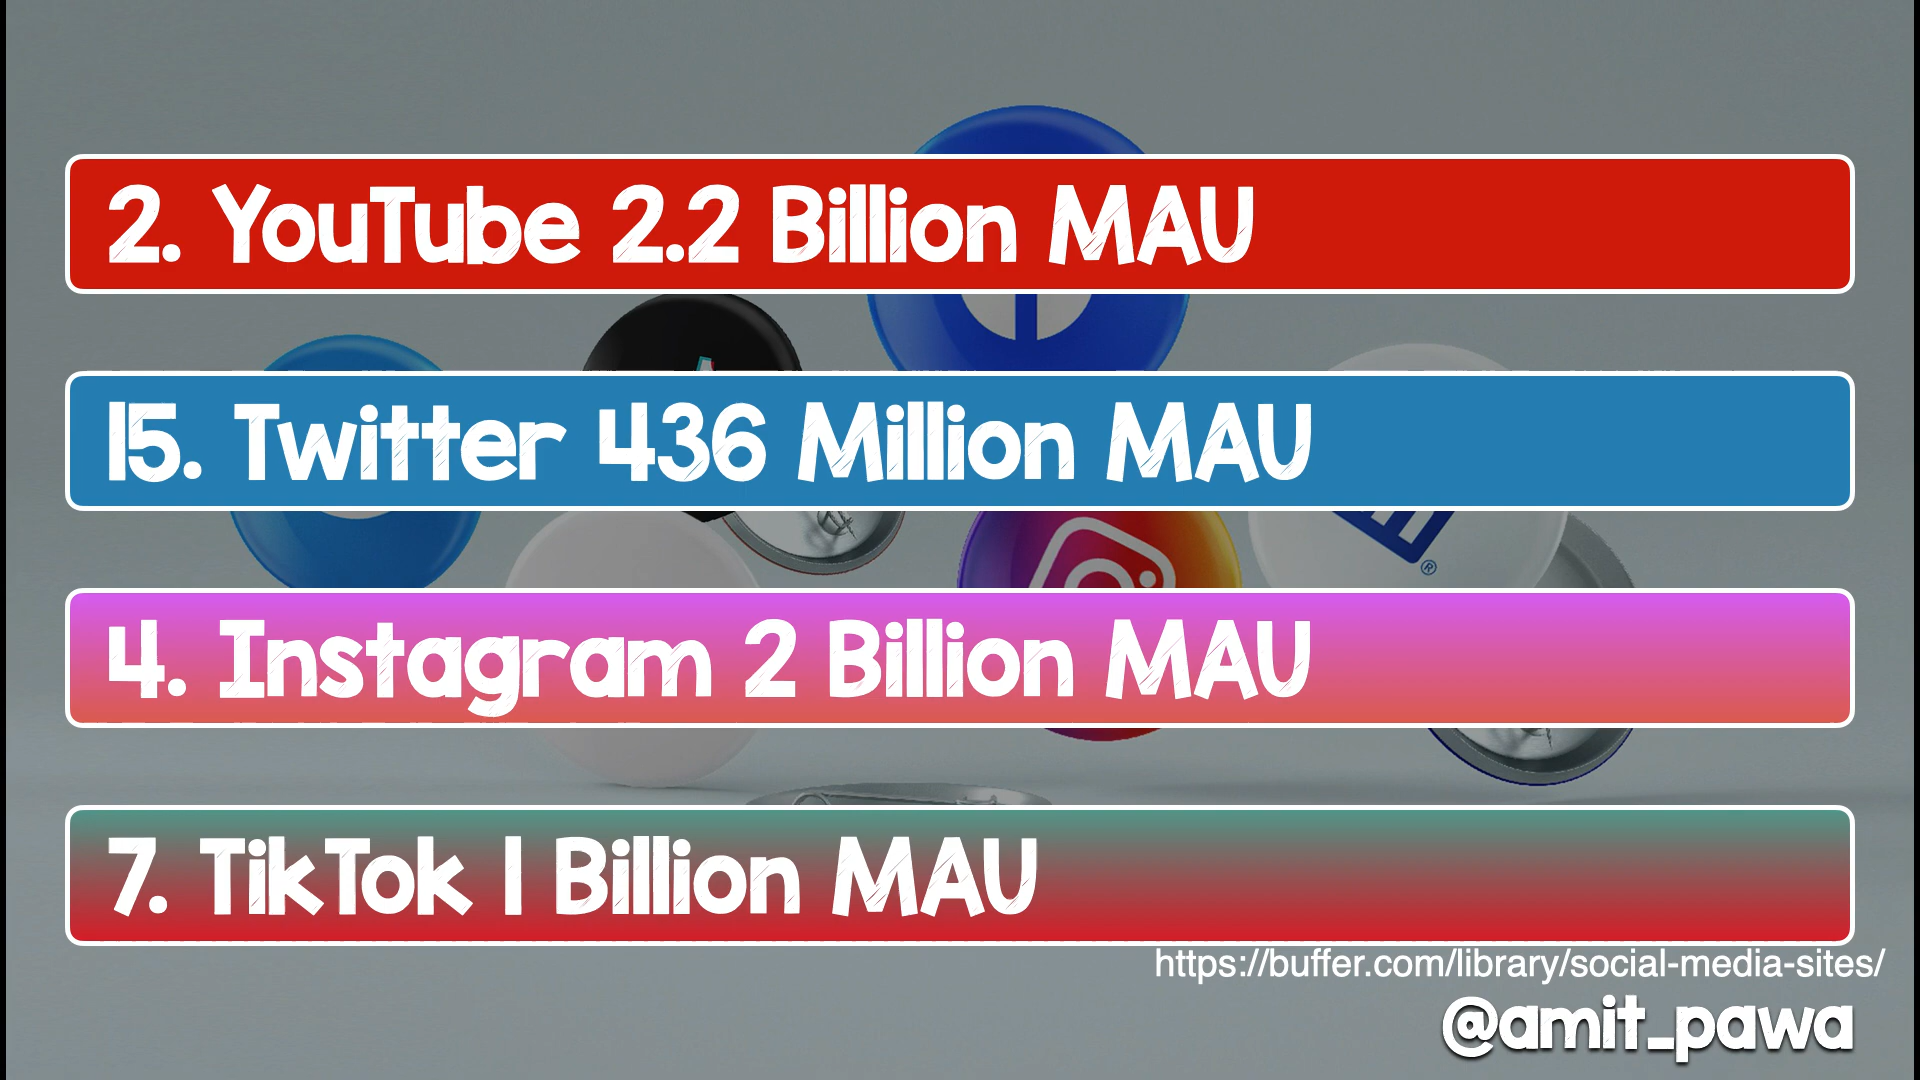 2. YouTube 2.2 Billion MAU
15. Twitter 436 Million MAU
®
4. Instagram 2 Billion MAU
7. TikTok 1 Billion MAU
https://buffer.com/library/social-media-sites/
@amit_pawa